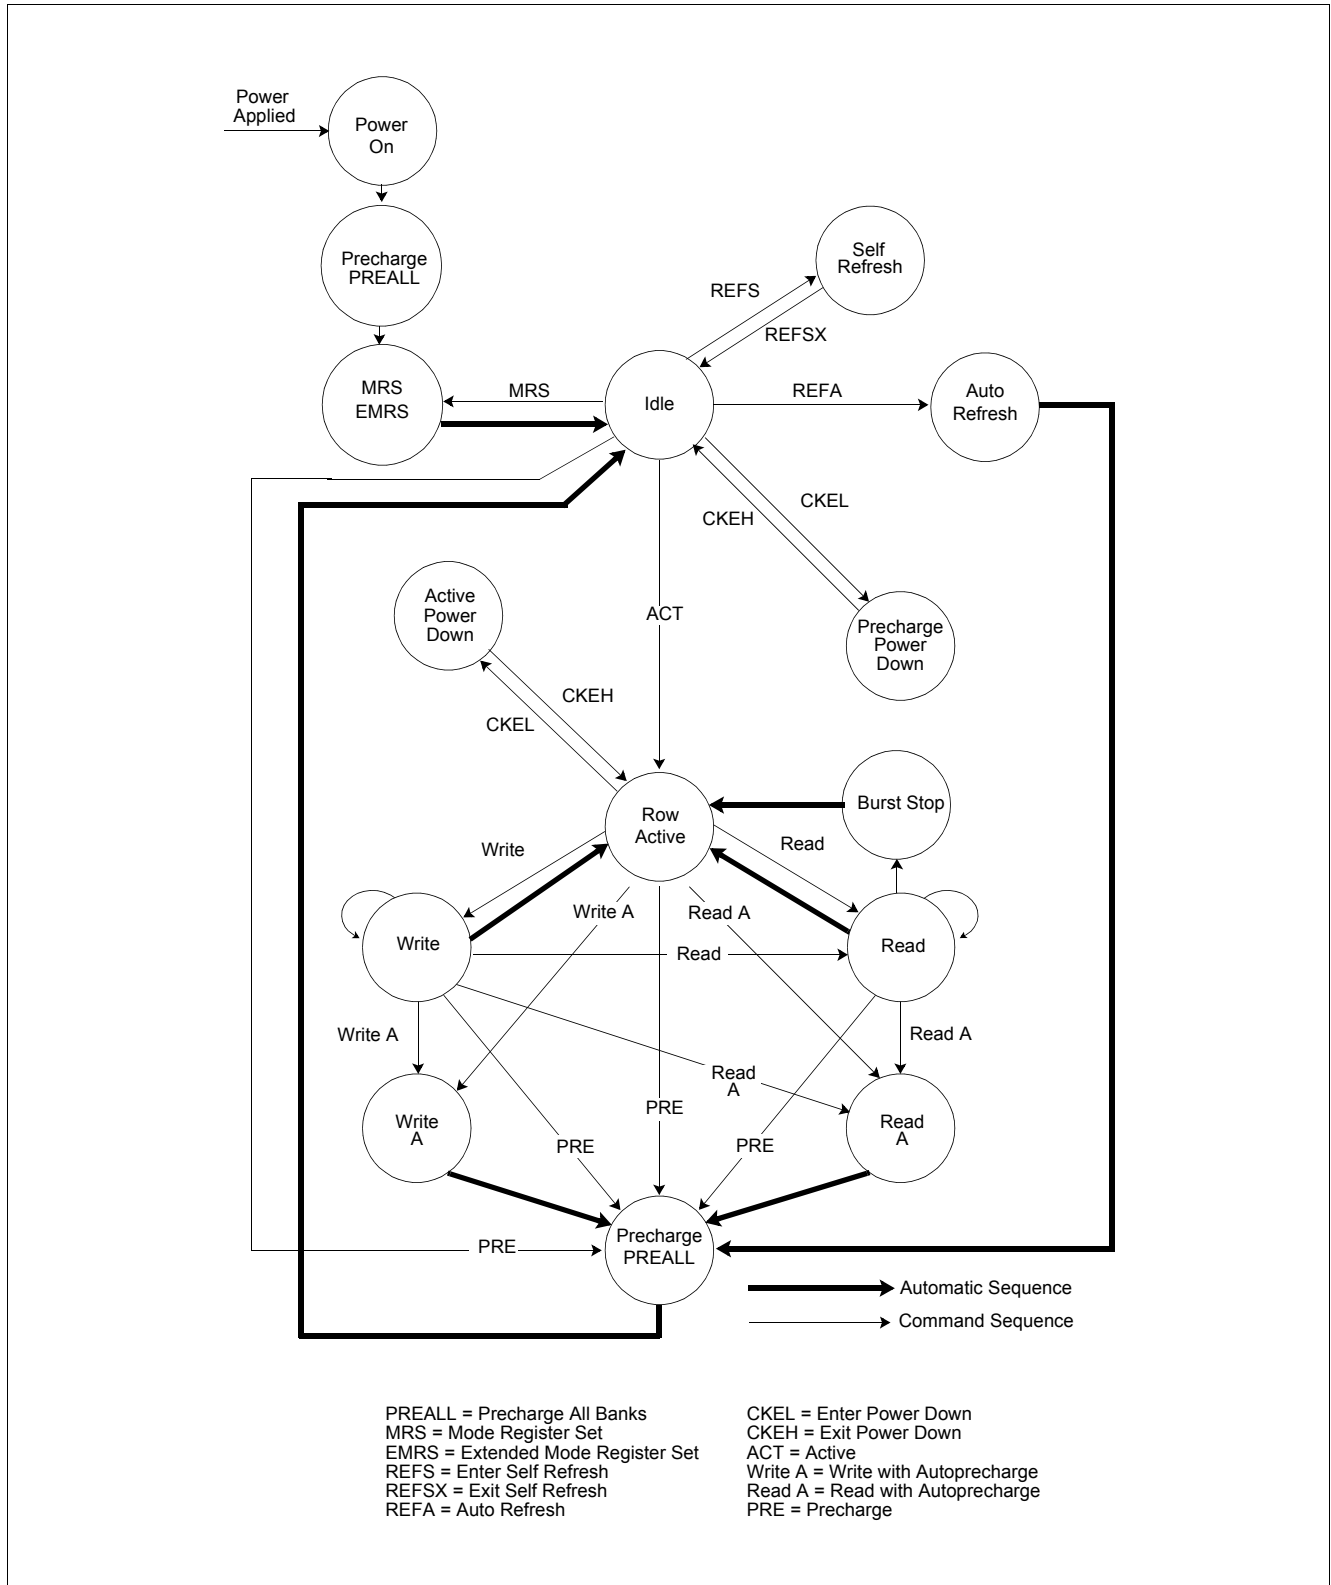 Power
Applied
Power
On
Precharge
PREALL
Self
Refresh
REFS
REFSX
MRS
EMRS
MRS
Idle
REFA
Auto
Refresh
CKEL
CKEH
Active
Power
Down
ACT
Precharge
Power
Down
CKEH
CKEL
Row
Active
Burst Stop
Write
Read
Write A
Read A
Write
Read
Read
Write A
Read A
Read
A
Write
A
PRE
Read
A
PRE
PRE
Precharge
PREALL
PRE
Automatic Sequence
Command Sequence
PREALL = Precharge All Banks
MRS = Mode Register Set
EMRS = Extended Mode Register Set
REFS = Enter Self Refresh
REFSX = Exit Self Refresh
REFA = Auto Refresh
CKEL = Enter Power Down
CKEH = Exit Power Down
ACT = Active
Write A = Write with Autoprecharge
Read A = Read with Autoprecharge
PRE = Precharge